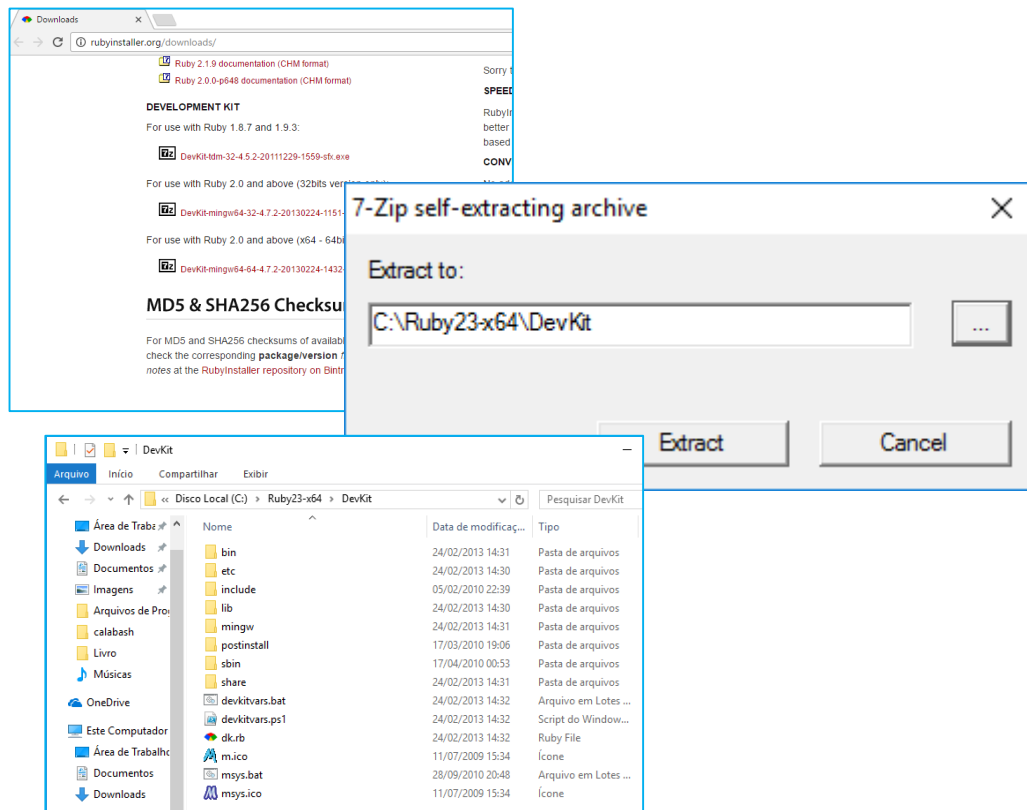 Downloads
rubyinstaller.org/downloads/
Ruby 2.1.9 documentation (CHM format)
Ruby 2.0.0-p648 documentation (CHM format)
DEVELOPMENT KIT
For use with Ruby 1.8.7 and 1.9.3:
DevKit-tdm-32-4.5.2-20111229-1559-sfx.exe
For use with Ruby 2.0 and above (32bits version only):
DevKit-mingw64-32-4.7.2-20130224-1151-
For use with Ruby 2.0 and above (x64 - 64bi
DevKit-mingw64-64-4.7.2-20130224-1432-
MD5 & SHA256 Checksu
For MD5 and SHA256 checksums of availab
check the corresponding package/version
notes at the RubyInstaller repository on Bintr
Sorry
SPEED
RubyIn
better
based
CONV
7-Zip self-extracting archive
Extract to:
C:\Ruby23-x64\DevKit
...
Extract
Cancel
DevKit
Arquivo Início Compartilhar Exibir
« Disco Local (C:) > Ruby23-x64 > DevKit
Pesquisar DevKit
Área de Traba
Downloads
Documentos
Imagens
Arquivos de Pro
calabash
Livro
Músicas
OneDrive
Este Computador
Área de Trabalho
Documentos
Downloads
Nome Data de modificaç... Tipo
bin 24/02/2013 14:31 Pasta de arquivos
etc 24/02/2013 14:30 Pasta de arquivos
include 05/02/2010 22:39 Pasta de arquivos
lib 24/02/2013 14:30 Pasta de arquivos
mingw 24/02/2013 14:31 Pasta de arquivos
postinstall 17/03/2010 19:06 Pasta de arquivos
sbin 17/04/2010 00:53 Pasta de arquivos
share 24/02/2013 14:31 Pasta de arquivos
devkitvars.bat 24/02/2013 14:32 Arquivo em Lotes ...
devkitvars.ps1 24/02/2013 14:32 Script do Window...
dk.rb 24/02/2013 14:32 Ruby File
m.ico 11/07/2009 15:34 Ícone
msys.bat 28/09/2010 20:48 Arquivo em Lotes ...
msys.ico 11/07/2009 15:34 Ícone